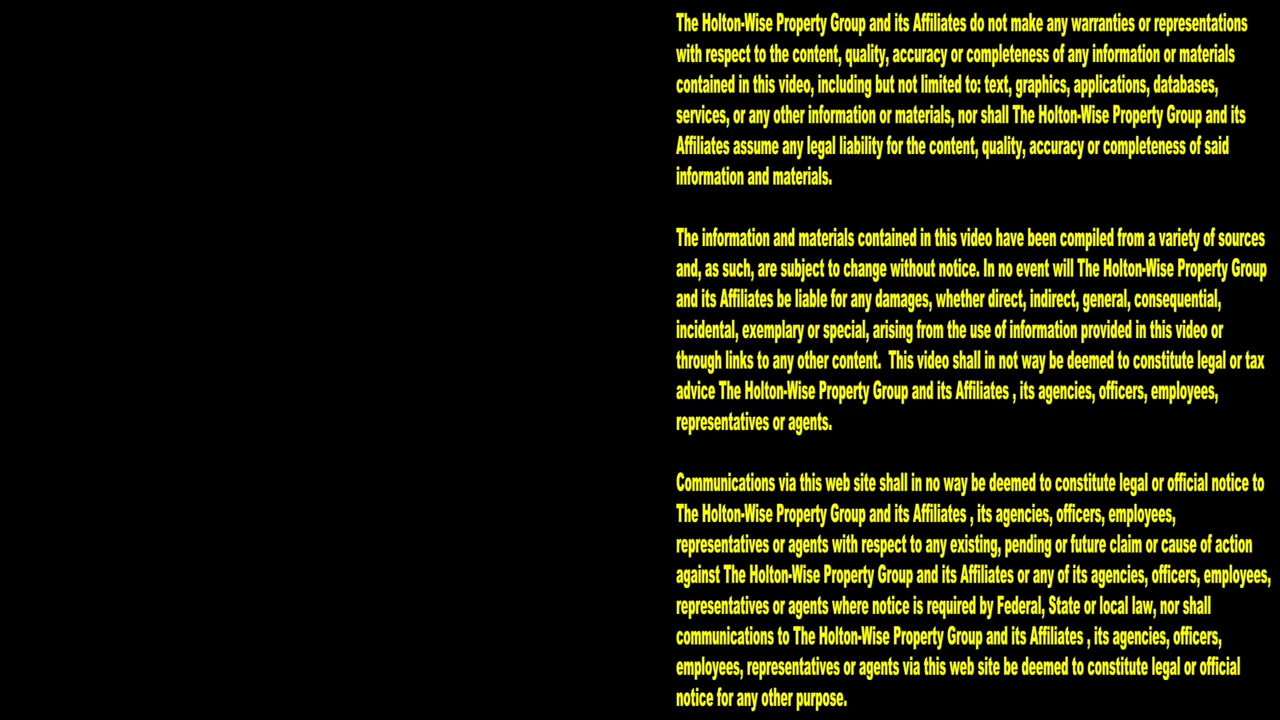 The Holton-Wise Property Group and its Affiliates do not make any warranties or representations
with respect to the content, quality, accuracy or completeness of any information or materials
contained in this video, including but not limited to: text, graphics, applications, databases,
services, or any other information or materials, nor shall The Holton-Wise Property Group and its
Affiliates assume any legal liability for the content, quality, accuracy or completeness of said
information and materials.
The information and materials contained in this video have been compiled from a variety of sources
and, as such, are subject to change without notice. In no event will The Holton-Wise Property Group
and its Affiliates be liable for any damages, whether direct, indirect, general, consequential,
incidental, exemplary or special, arising from the use of information provided in this video or
through links to any other content.  This video shall in not way be deemed to constitute legal or tax
advice The Holton-Wise Property Group and its Affiliates , its agencies, officers, employees,
representatives or agents.
Communications via this web site shall in no way be deemed to constitute legal or official notice to
The Holton-Wise Property Group and its Affiliates , its agencies, officers, employees,
representatives or agents with respect to any existing, pending or future claim or cause of action
against The Holton-Wise Property Group and its Affiliates or any of its agencies, officers, employees,
representatives or agents where notice is required by Federal, State or local law, nor shall
communications to The Holton-Wise Property Group and its Affiliates , its agencies, officers,
employees, representatives or agents via this web site be deemed to constitute legal or official
notice for any other purpose.